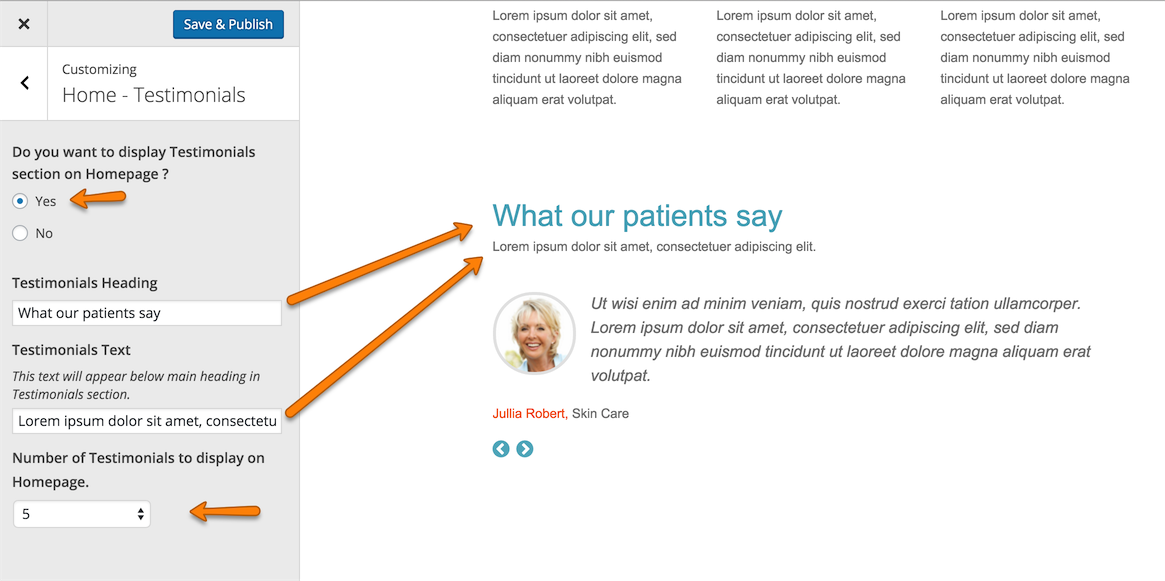 Save & Publish
Customizing
Home - Testimonials
Do you want to display Testimonials
section on Homepage ?
Yes
No
Testimonials Heading
What our patients say
Testimonials Text
This text will appear below main heading in
Testimonials section.
Lorem ipsum dolor sit amet, consectetu
Number of Testimonials to display on
Homepage.
5
Lorem ipsum dolor sit amet,
consectetuer adipiscing elit, sed
diam nonummy nibh euismod
tincidunt ut laoreet dolore magna
aliquam erat volutpat.
Lorem ipsum dolor sit amet,
consectetuer adipiscing elit, sed
diam nonummy nibh euismod
tincidunt ut laoreet dolore magna
aliquam erat volutpat.
Lorem ipsum dolor sit amet,
consectetuer adipiscing elit, sed
diam nonummy nibh euismod
tincidunt ut laoreet dolore magna
aliquam erat volutpat.
What our patients say
Lorem ipsum dolor sit amet, consectetuer adipiscing elit.
Ut wisi enim ad minim veniam, quis nostrud exerci tation ullamcorper.
Lorem ipsum dolor sit amet, consectetuer adipiscing elit, sed diam
nonummy nibh euismod tincidunt ut laoreet dolore magna aliquam erat
volutpat.
Jullia Robert, Skin Care